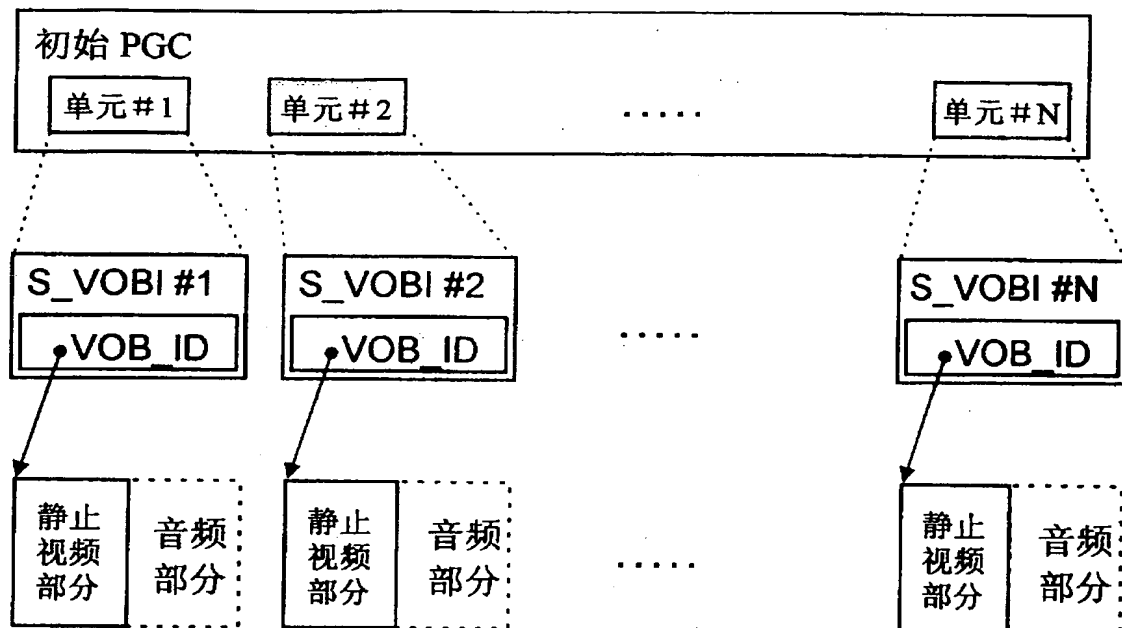 初始 PGC
单元#1 单元#2 ..... 单元#N
S_VOBI #1 S_VOBI #2 S_VOBI #N
VOB_ID VOB_ID ..... VOB_ID
静止 静止 静止
视频 音频 视频 音频 视频 音频
部分 部分 部分 部分 ..... 部分 部分